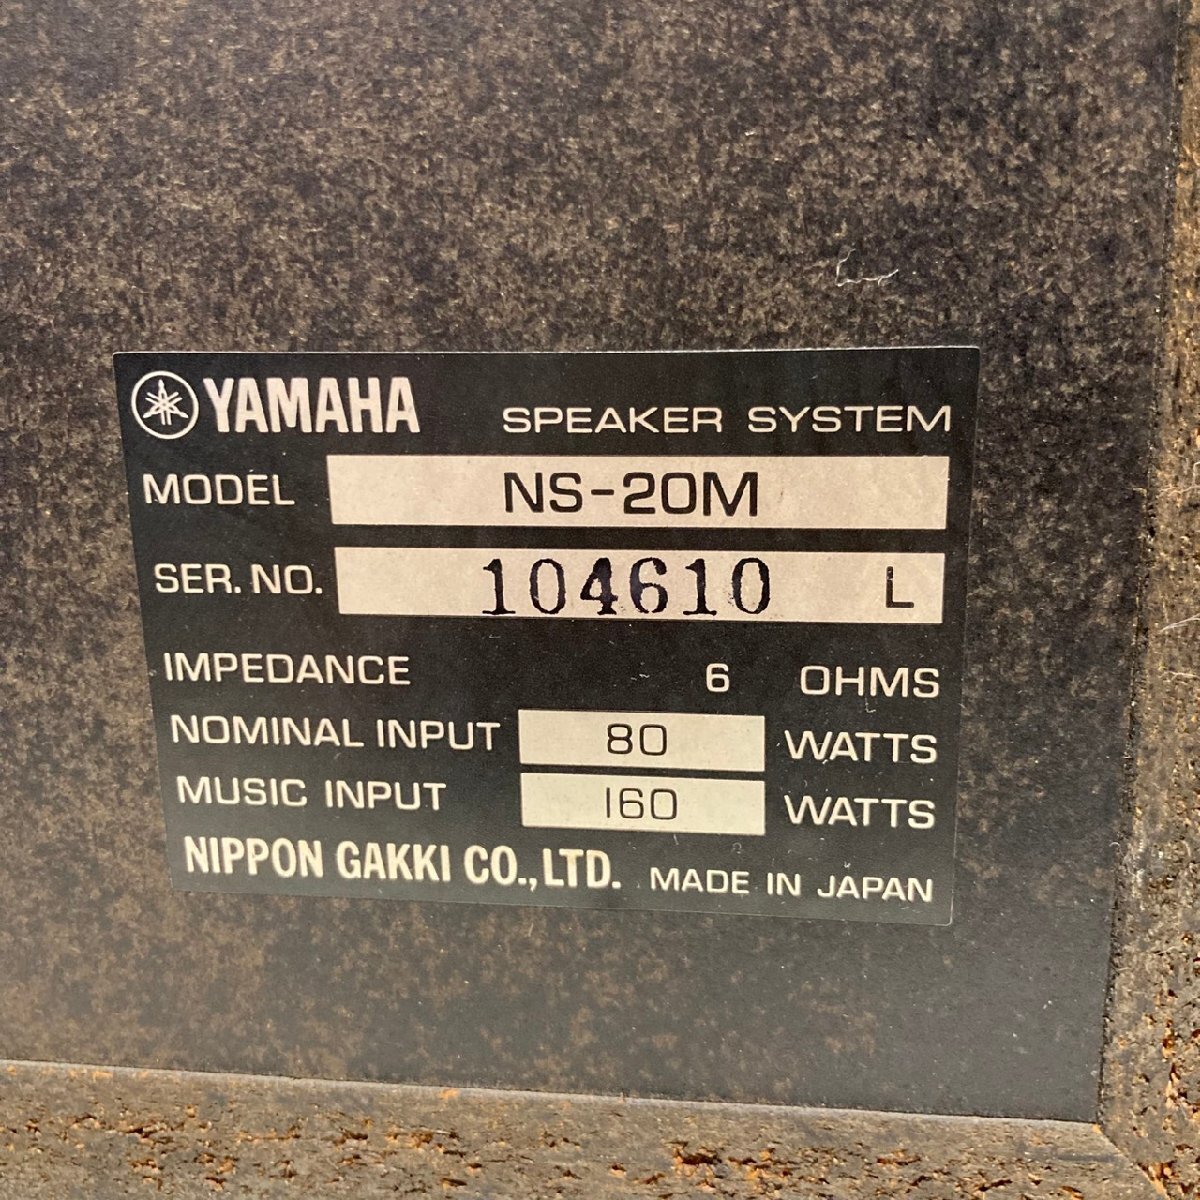 YAMAHA SPEAKER SYSTEM
MODEL NS-20M
SER. NO. 104610 L
IMPEDANCE 6 OHMS
NOMINAL INPUT 80 WATTS
MUSIC INPUT 160 WATTS
NIPPON GAKKI CO., LTD. MADE IN JAPAN